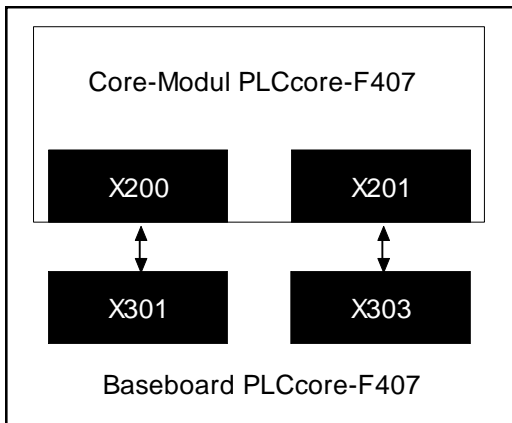 Core-Modul PLCcore-F407
X200 X201
X301 X303
Baseboard PLCcore-F407